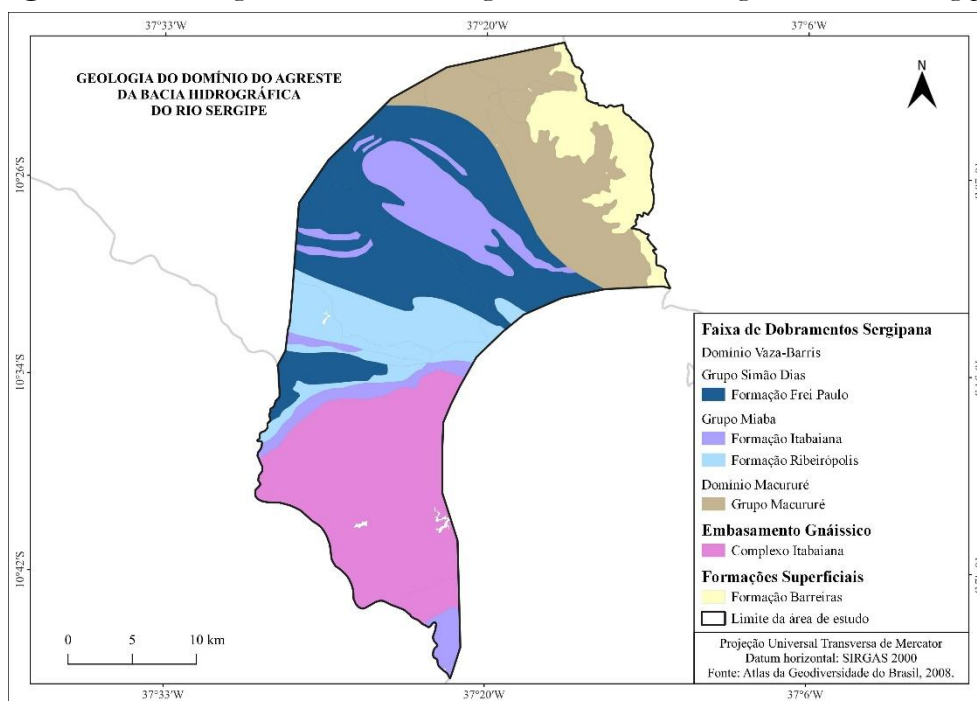 37°33'W 37°20'W 37°6'W
GEOLOGIA DO DOMÍNIO DO AGRESTE
DA BACIA HIDROGRÁFICA
DO RIO SERGIPE
N
10°26'S
10°34'S
10°42'S
Faixa de Dobramentos Sergipana
Domínio Vaza-Barris
Grupo Simão Dias
Formação Frei Paulo
Grupo Miaba
Formação Itabaiana
Formação Ribeirópolis
Domínio Macururé
Grupo Macururé
Embasamento Gnáissico
Complexo Itabaiana
Formações Superficiais
Formação Barreiras
Limite da área de estudo
Projeção Universal Transversa de Mercator
Datum horizontal: SIRGAS 2000
Fonte: Atlas da Geodiversidade do Brasil, 2008.
0 5 10 km
37°33'W 37°20'W 37°6'W